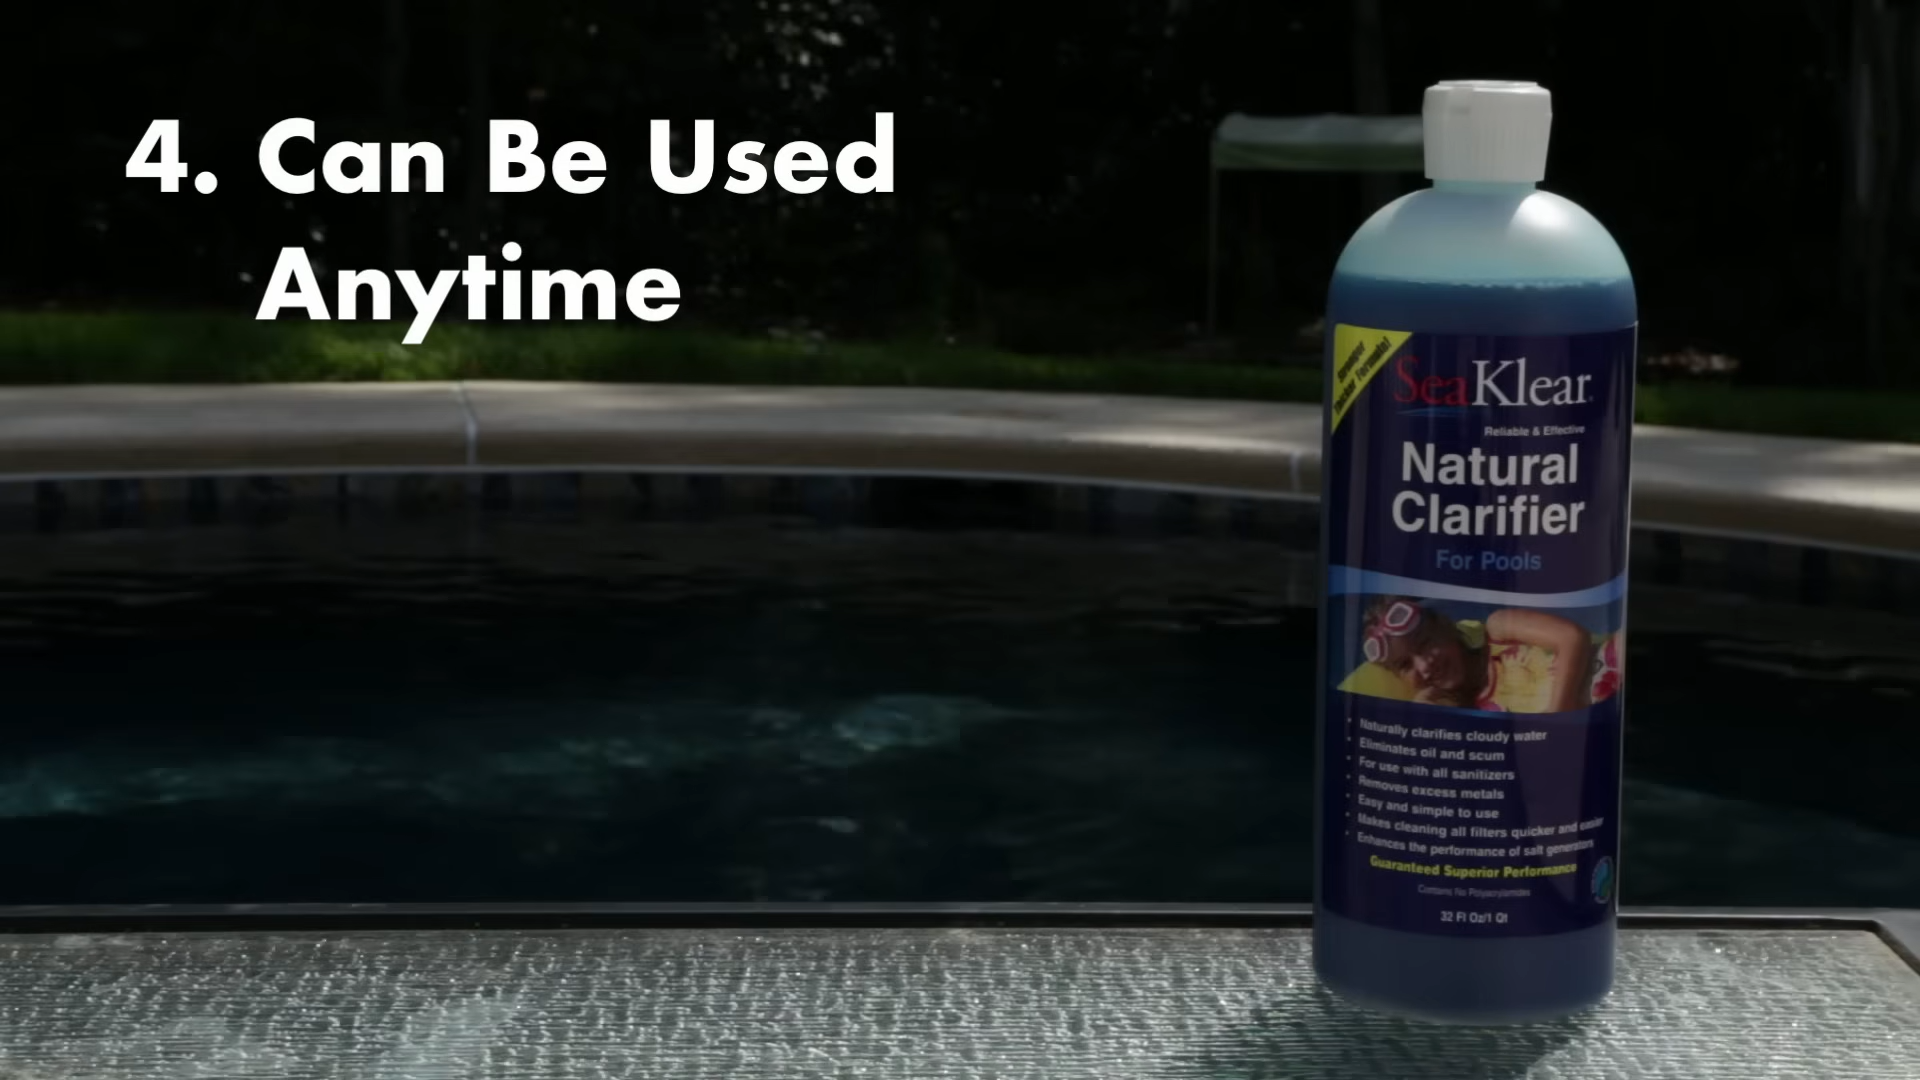 4. Can Be Used
Anytime
Stronger
Thicker Formula!
SeaKlear
Reliable & Effective
Natural
Clarifier
For Pools
• Naturally clarifies cloudy water
• Eliminates oil and scum
• For use with all sanitizers
• Removes excess metals
• Easy and simple to use
• Makes cleaning all filters quicker and easier
• Enhances the performance of salt generators
Guaranteed Superior Performance
Contains No Polyacrylamides
32 Fl Oz/1 Qt